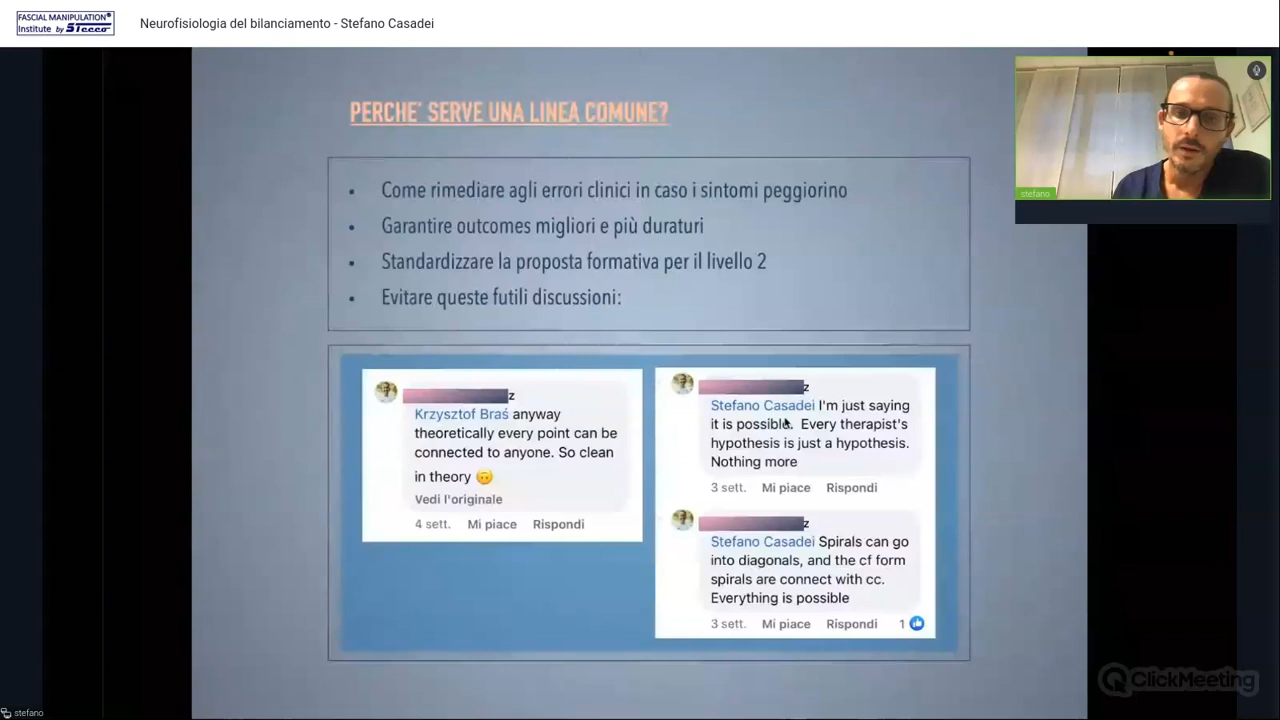 FASCIAL MANIPULATION®
Institute by Stecco
Neurofisiologia del bilanciamento - Stefano Casadei
PERCHE' SERVE UNA LINEA COMUNE?
• Come rimediare agli errori clinici in caso i sintomi peggiorino
• Garantire outcomes migliori e più duraturi
• Standardizzare la proposta formativa per il livello 2
• Evitare queste futili discussioni:
z
Krzysztof Braś anyway
theoretically every point can be
connected to anyone. So clean
in theory 🙃
Vedi l'originale
4 sett. Mi piace Rispondi
z
Stefano Casadei I'm just saying
it is possible. Every therapist's
hypothesis is just a hypothesis.
Nothing more
3 sett. Mi piace Rispondi
z
Stefano Casadei Spirals can go
into diagonals, and the cf form
spirals are connect with cc.
Everything is possible
3 sett. Mi piace Rispondi 1
stefano
ClickMeeting
stefano